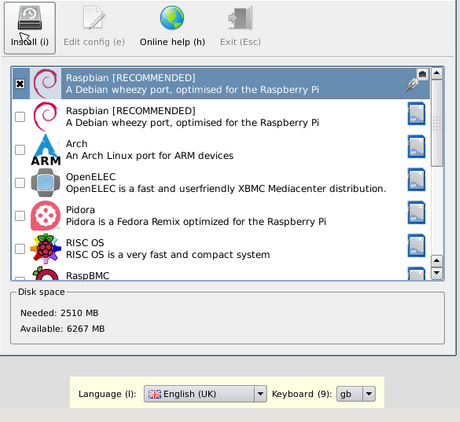 Install (i)
Edit config (e)
Online help (h)
Exit (Esc)
Raspbian [RECOMMENDED]
A Debian wheezy port, optimised for the Raspberry Pi
Raspbian [RECOMMENDED]
A Debian wheezy port, optimised for the Raspberry Pi
ARM
Arch
An Arch Linux port for ARM devices
OpenELEC
OpenELEC is a fast and userfriendly XBMC Mediacenter distribution.
Pidora
Pidora is a Fedora Remix optimized for the Raspberry Pi
RISC OS
RISC OS is a very fast and compact system
RaspBMC
Disk space
Needed: 2510 MB
Available: 6267 MB
Language (l): English (UK) Keyboard (9): gb